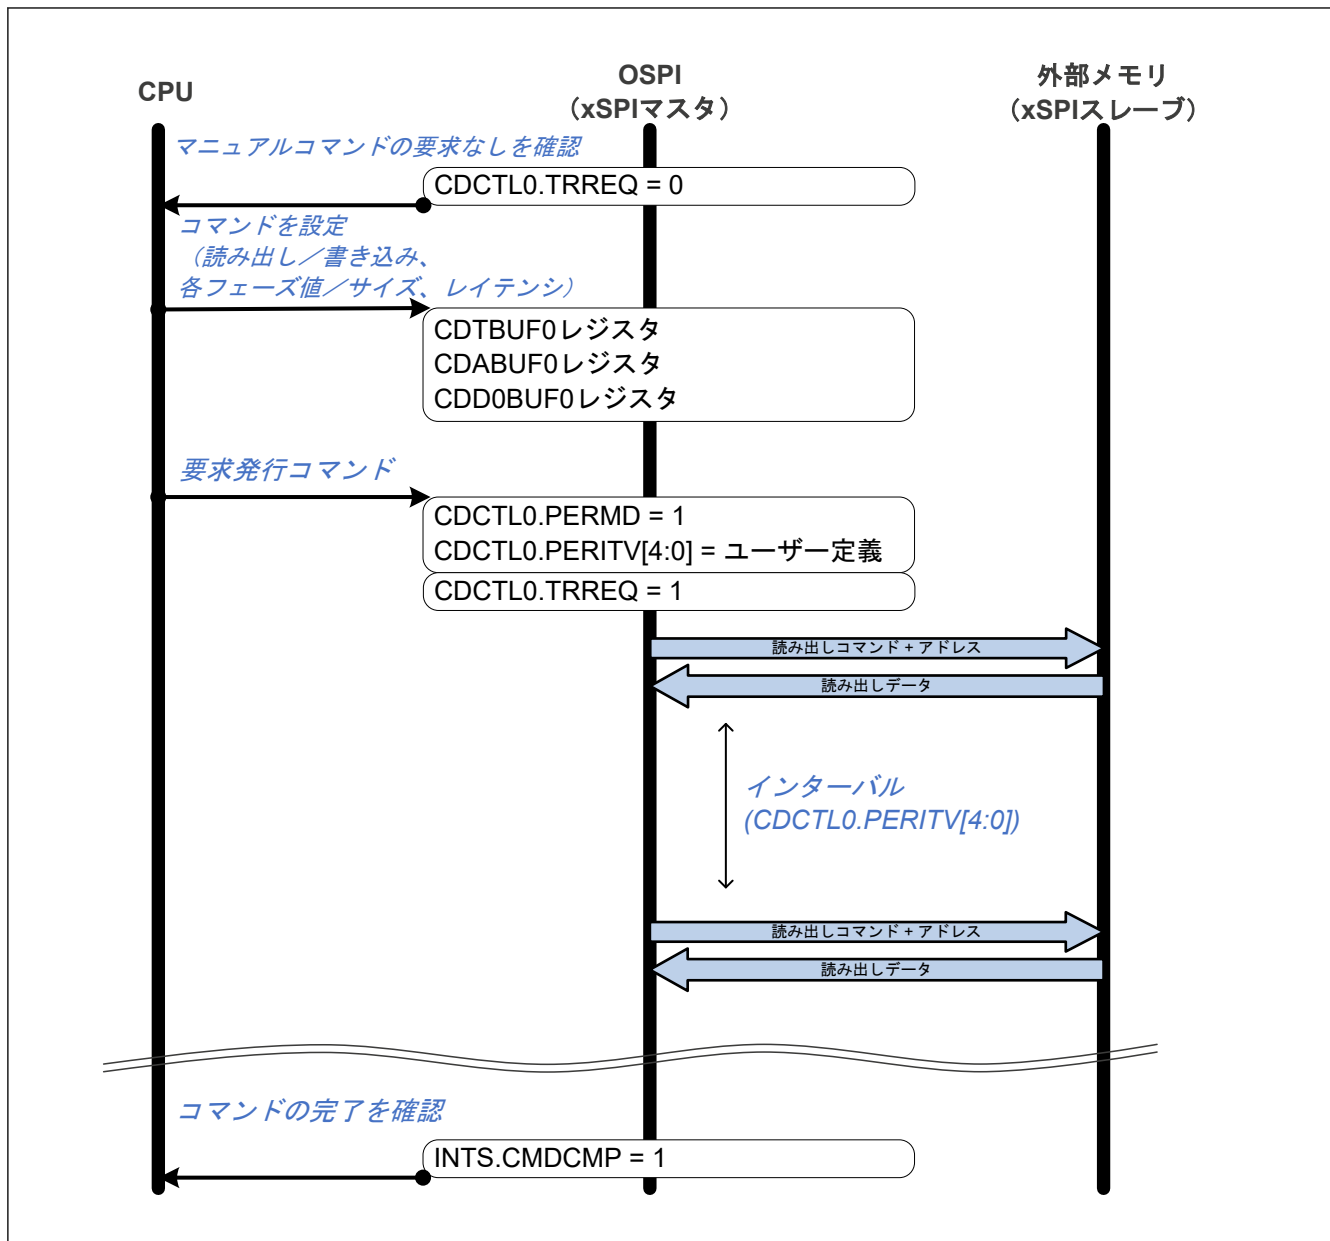 CPU
OSPI
（xSPIマスタ）
外部メモリ
（xSPIスレーブ）
マニュアルコマンドの要求なしを確認
CDCTL0.TRREQ = 0
コマンドを設定
（読み出し／書き込み、
各フェーズ値／サイズ、レイテンシ）
CDTBUF0レジスタ
CDABUF0レジスタ
CDD0BUF0レジスタ
要求発行コマンド
CDCTL0.PERMD = 1
CDCTL0.PERITV[4:0] = ユーザー定義
CDCTL0.TRREQ = 1
読み出しコマンド + アドレス
読み出しデータ
インターバル
(CDCTL0.PERITV[4:0])
読み出しコマンド + アドレス
読み出しデータ
コマンドの完了を確認
INTS.CMDCMP = 1